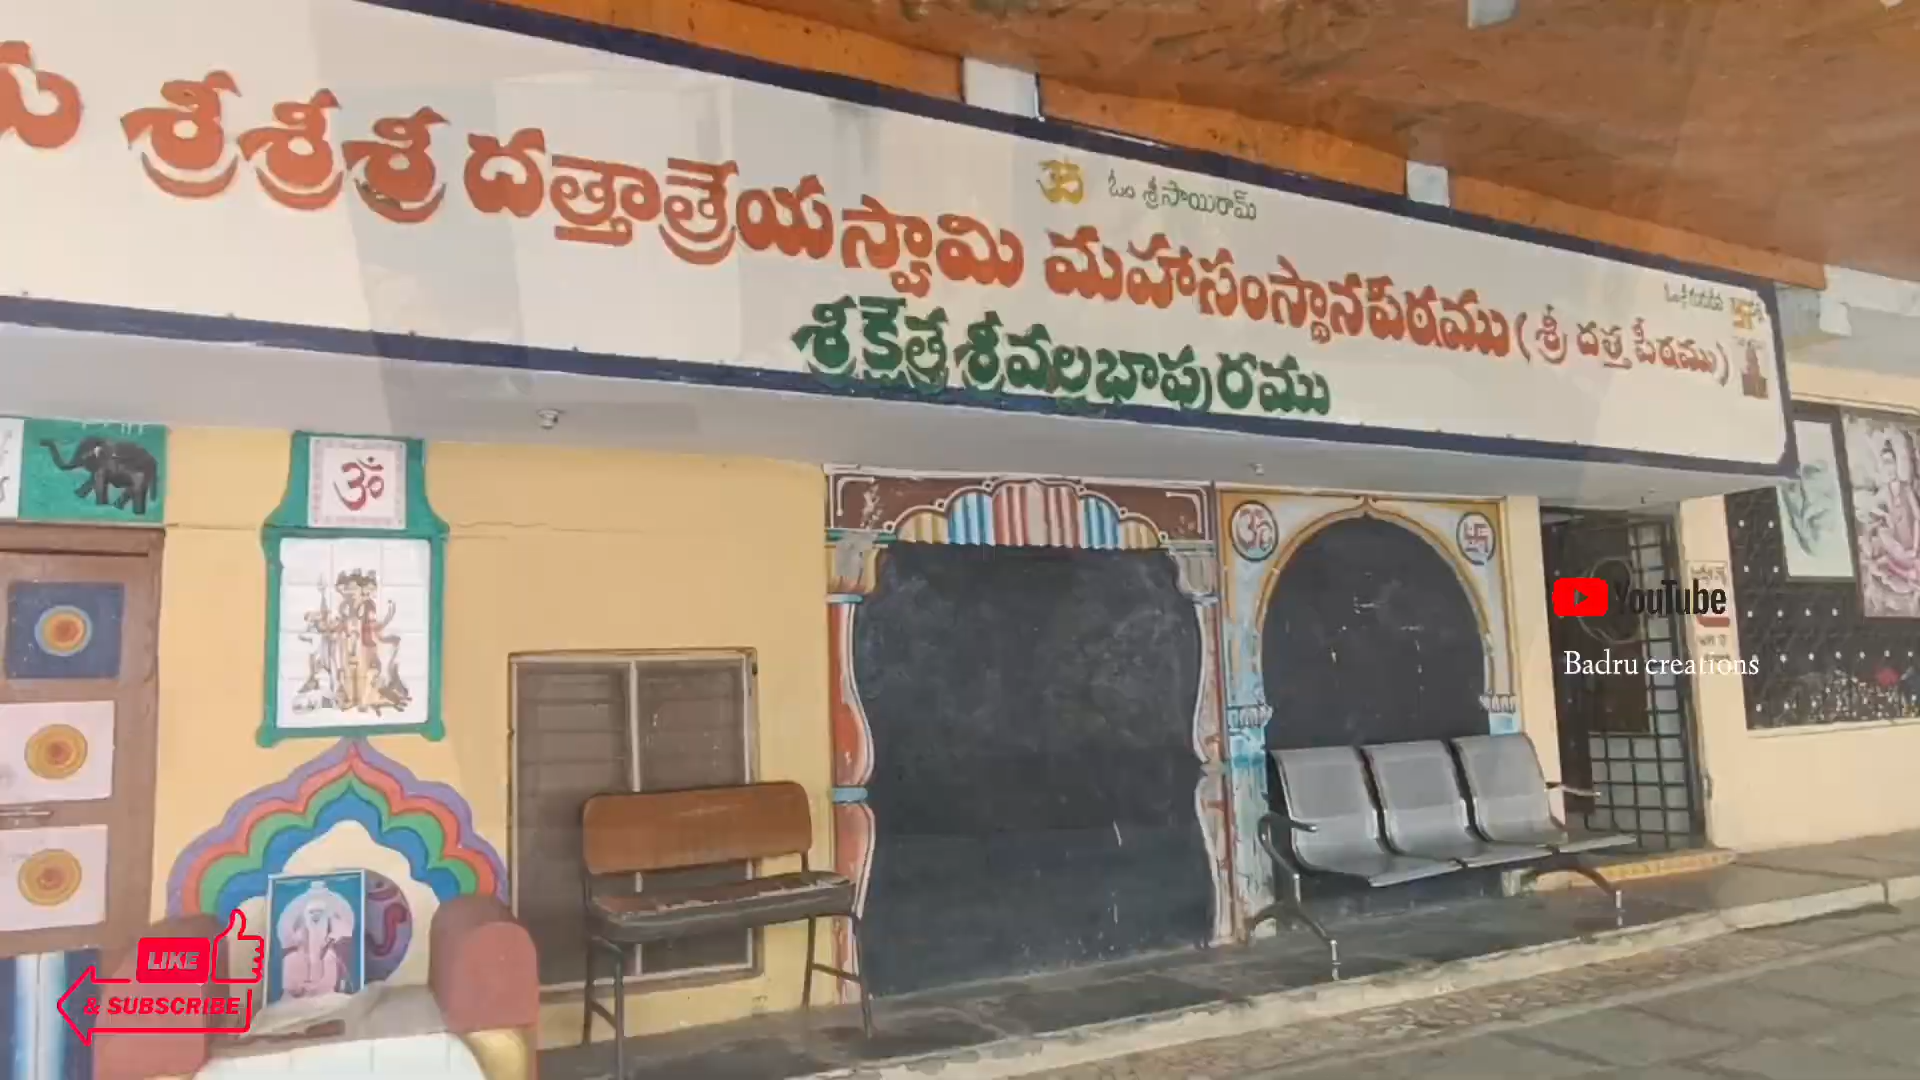 ఓం శ్రీసాయిరామ్
శ్రీశ్రీశ్రీ దత్తాత్రేయస్వామి మహాసంస్థానపీఠము (శ్రీ దత్త పీఠము)
శ్రీక్షేత్ర శ్రీవల్లభాపురము
ॐ
YouTube
Badru creations
LIKE
& SUBSCRIBE